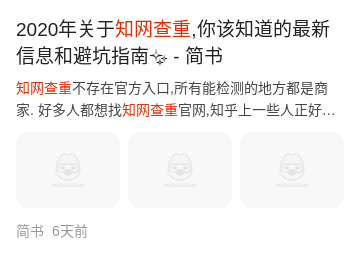 2020年关于知网查重,你该知道的最新
信息和避坑指南✨ - 简书
知网查重不存在官方入口,所有能检测的地方都是商
家. 好多人都想找知网查重官网,知乎上一些人正好…
简书 6天前